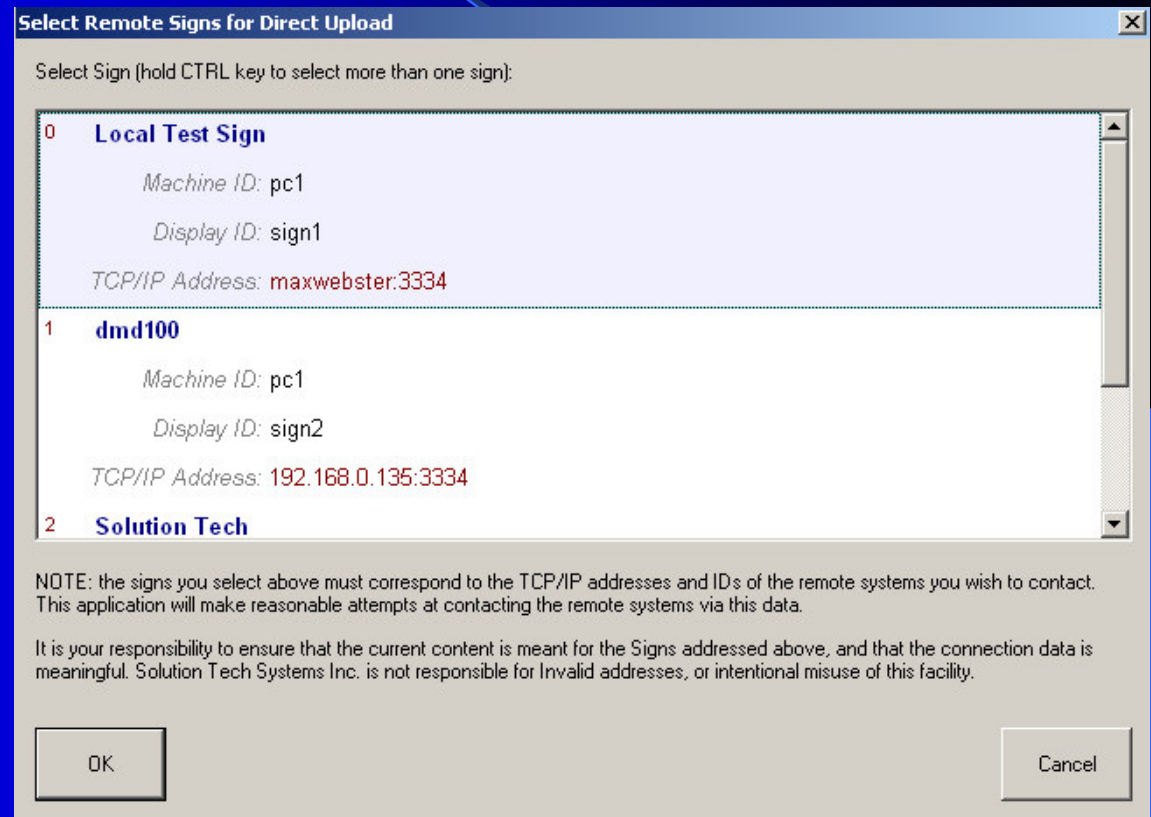 Select Remote Signs for Direct Upload
Select Sign (hold CTRL key to select more than one sign):
0 Local Test Sign
Machine ID: pc1
Display ID: sign1
TCP/IP Address: maxwebster:3334
1 dmd100
Machine ID: pc1
Display ID: sign2
TCP/IP Address: 192.168.0.135:3334
2 Solution Tech
NOTE: the signs you select above must correspond to the TCP/IP addresses and IDs of the remote systems you wish to contact.
This application will make reasonable attempts at contacting the remote systems via this data.
It is your responsibility to ensure that the current content is meant for the Signs addressed above, and that the connection data is
meaningful. Solution Tech Systems Inc. is not responsible for Invalid addresses, or intentional misuse of this facility.
OK Cancel